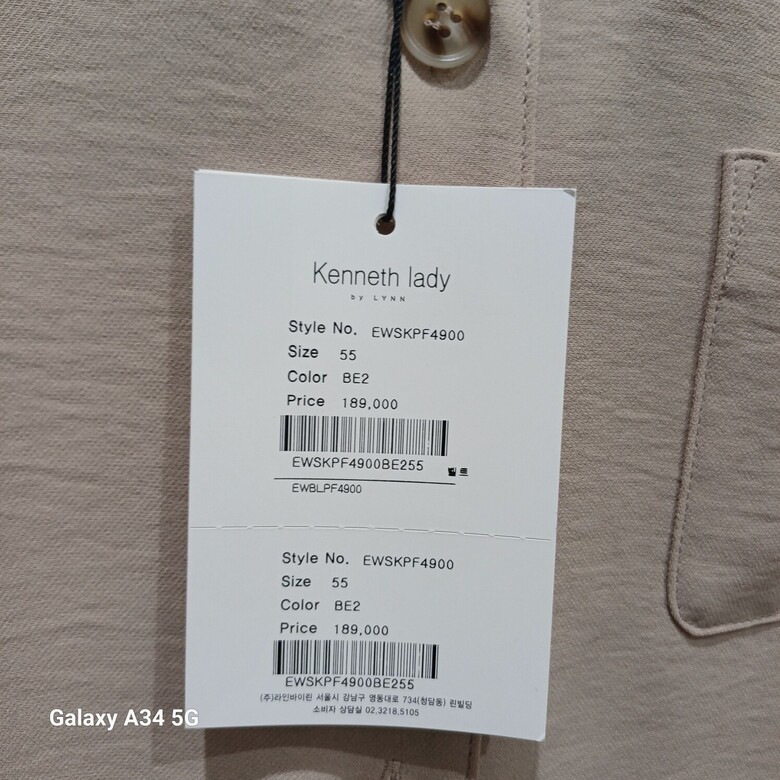 Kenneth lady
by LYNN
Style No. EWSKPF4900
Size 55
Color BE2
Price 189,000
EWSKPF4900BE255 벨트
EWBLPF4900
Style No. EWSKPF4900
Size 55
Color BE2
Price 189,000
EWSKPF4900BE255
(주)라인바이린 서울시 강남구 영동대로 734(청담동) 린빌딩
소비자 상담실 02.3218.5105
Galaxy A34 5G